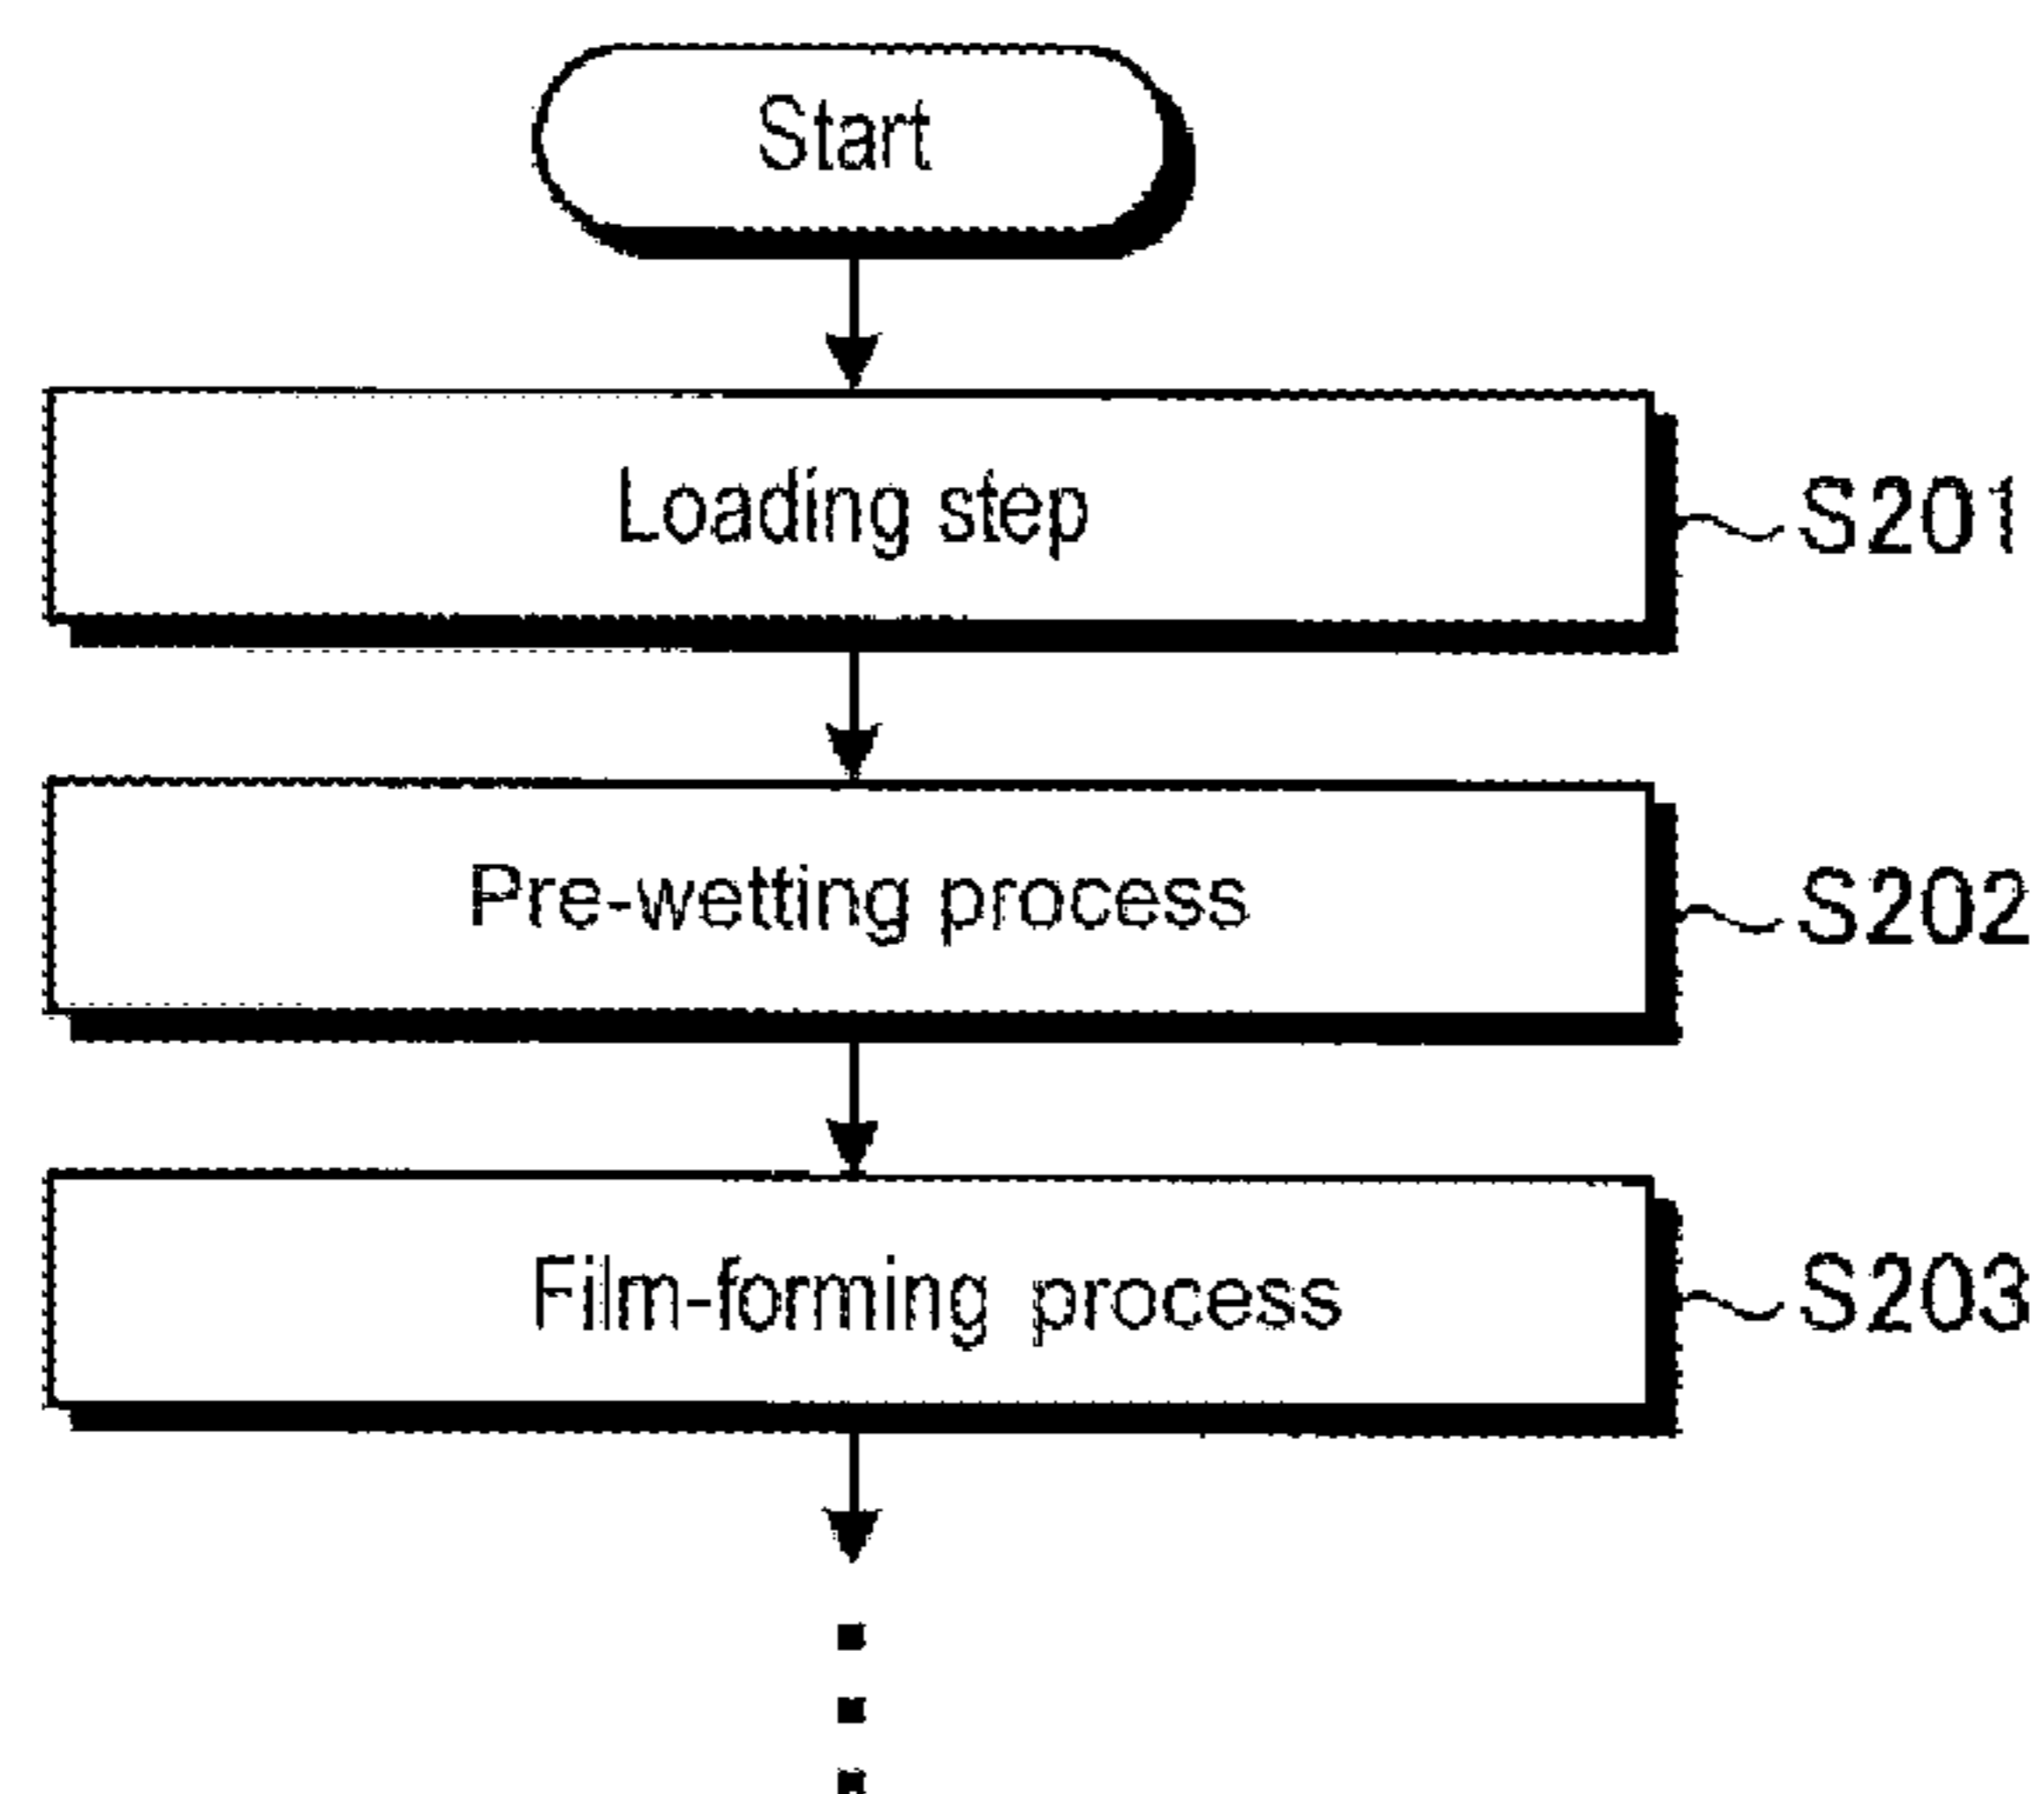 Start
Loading step
S201
Pre-wetting process
S202
Film-forming process
S203